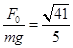 F₀/mg = √41/5